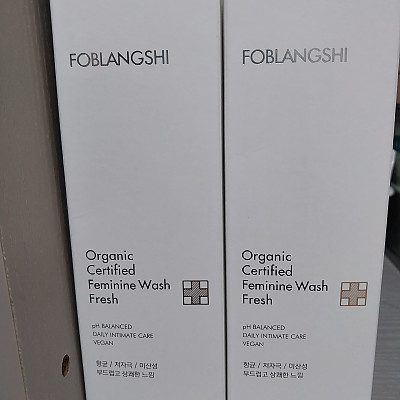 FOBLANGSHI
Organic
Certified
Feminine Wash
Fresh
pH BALANCED
DAILY INTIMATE CARE
VEGAN
항균 / 저자극 / 미산성
부드럽고 상쾌한 느낌
FOBLANGSHI
Organic
Certified
Feminine Wash
Fresh
pH BALANCED
DAILY INTIMATE CARE
VEGAN
항균 / 저자극 / 미산성
부드럽고 상쾌한 느낌